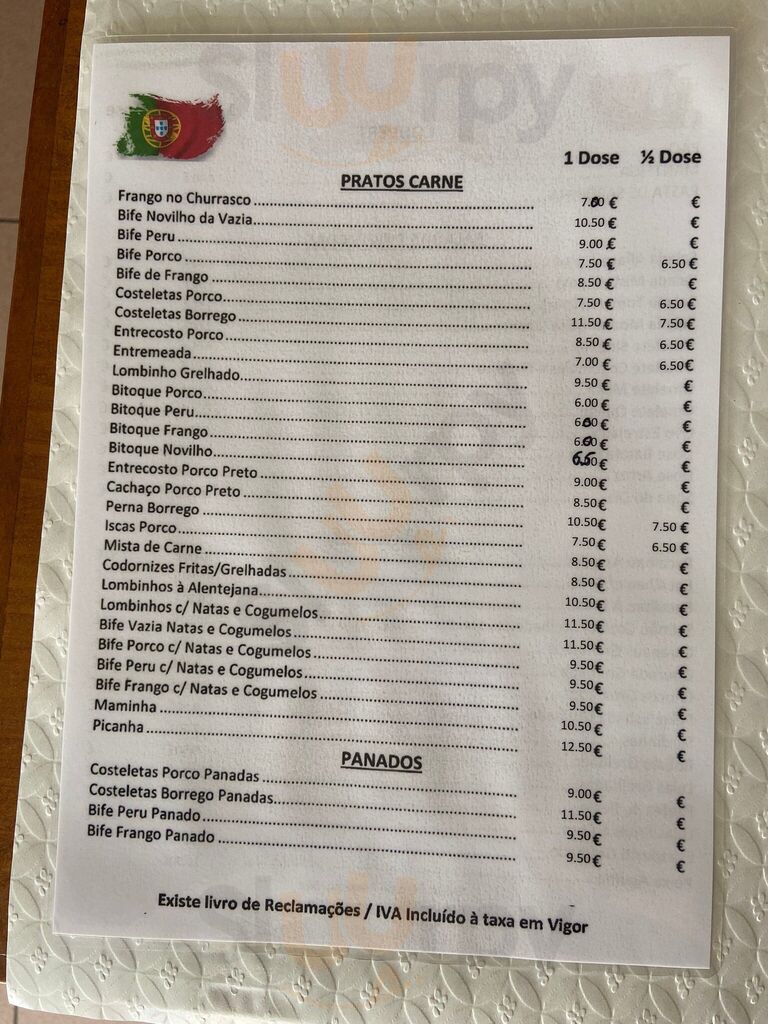 sluurpy
1 Dose ½ Dose
PRATOS CARNE
Frango no Churrasco 7.00 € €
Bife Novilho da Vazia 10.50 € €
Bife Peru 9.00 € €
Bife Porco 7.50 € 6.50 €
Bife de Frango 8.50 € €
Costeletas Porco 7.50 € 6.50 €
Costeletas Borrego 11.50 € 7.50 €
Entrecosto Porco 8.50 € 6.50 €
Entremeada 7.00 € 6.50 €
Lombinho Grelhado 9.50 € €
Bitoque Porco 6.00 € €
Bitoque Peru 6.00 € €
Bitoque Frango 6.00 € €
Bitoque Novilho € €
Entrecosto Porco Preto 9.00 € €
Cachaço Porco Preto 8.50 € €
Perna Borrego 10.50 € 7.50 €
Iscas Porco 7.50 € 6.50 €
Mista de Carne 8.50 € €
Codornizes Fritas/Grelhadas 8.50 € €
Lombinhos à Alentejana 10.50 € €
Lombinhos c/ Natas e Cogumelos 11.50 € €
Bife Vazia Natas e Cogumelos 11.50 € €
Bife Porco c/ Natas e Cogumelos 9.50 € €
Bife Peru c/ Natas e Cogumelos 9.50 € €
Bife Frango c/ Natas e Cogumelos 9.50 € €
Maminha 10.50 € €
Picanha 12.50 € €
PANADOS
Costeletas Porco Panadas 9.00 € €
Costeletas Borrego Panadas 11.50 € €
Bife Peru Panado 9.50 € €
Bife Frango Panado 9.50 € €
Existe livro de Reclamações / IVA Incluído à taxa em Vigor